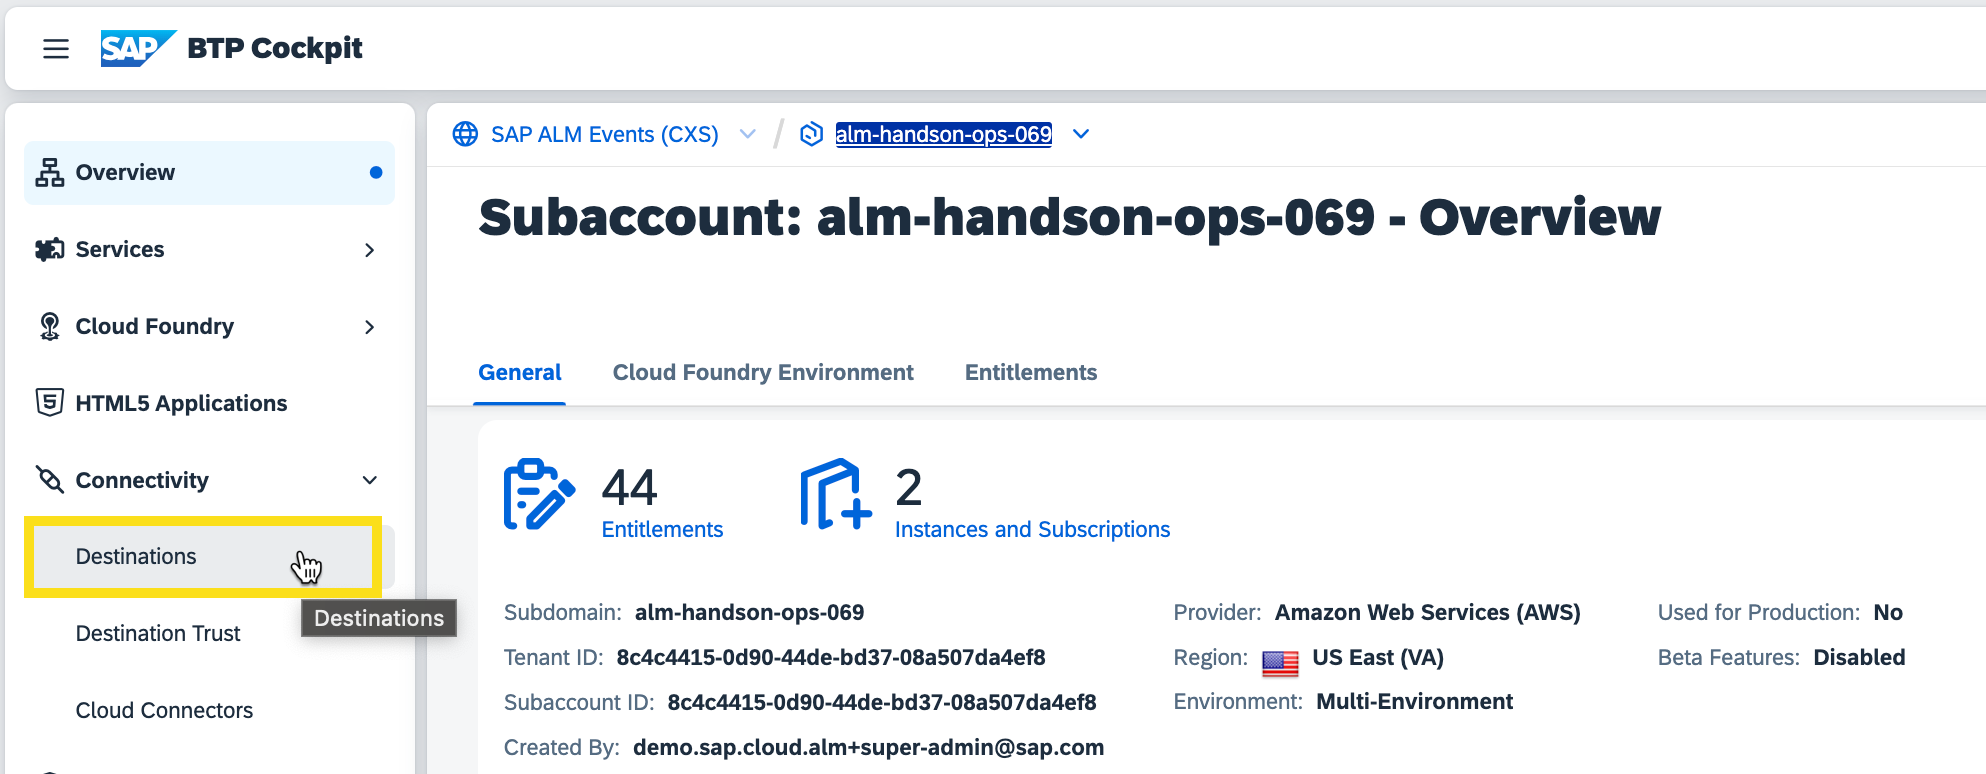 SAP BTP Cockpit
Overview
Services
Cloud Foundry
HTML5 Applications
Connectivity
Destinations
Destinations
Destination Trust
Cloud Connectors
SAP ALM Events (CXS) / alm-handson-ops-069
Subaccount: alm-handson-ops-069 - Overview
General Cloud Foundry Environment Entitlements
44
Entitlements
2
Instances and Subscriptions
Subdomain: alm-handson-ops-069
Tenant ID: 8c4c4415-0d90-44de-bd37-08a507da4ef8
Subaccount ID: 8c4c4415-0d90-44de-bd37-08a507da4ef8
Created By: demo.sap.cloud.alm+super-admin@sap.com
Provider: Amazon Web Services (AWS)
Region: US East (VA)
Environment: Multi-Environment
Used for Production: No
Beta Features: Disabled